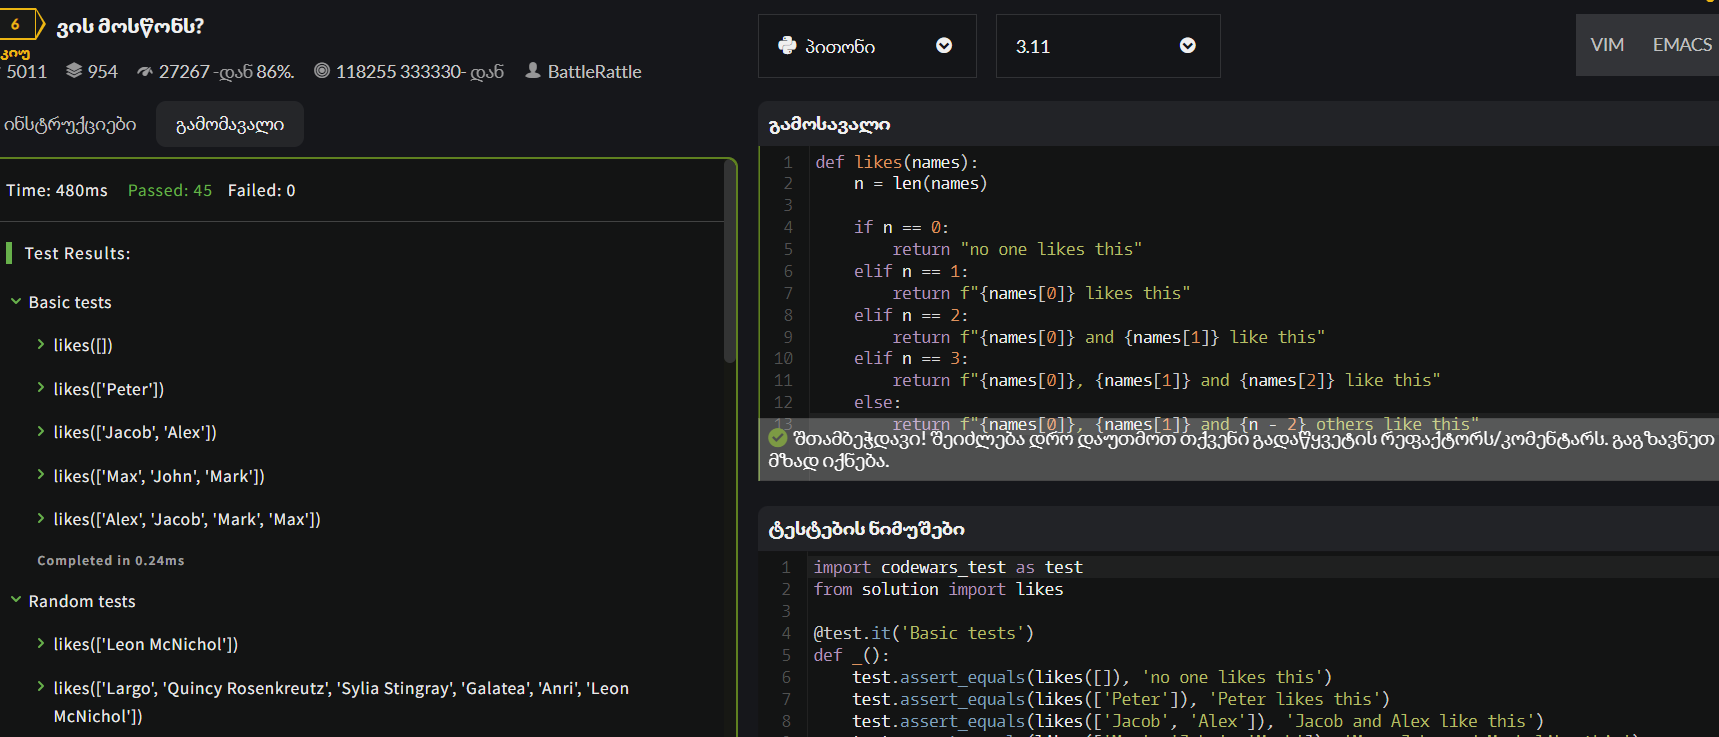 6 ვის მოსწონს?
კიუ
5011 954 27267 -დან 86%. 118255 333330- დან BattleRattle
ინსტრუქციები გამომავალი
Time: 480ms Passed: 45 Failed: 0
Test Results:
Basic tests
likes([])
likes(['Peter'])
likes(['Jacob', 'Alex'])
likes(['Max', 'John', 'Mark'])
likes(['Alex', 'Jacob', 'Mark', 'Max'])
Completed in 0.24ms
Random tests
likes(['Leon McNichol'])
likes(['Largo', 'Quincy Rosenkreutz', 'Sylia Stingray', 'Galatea', 'Anri', 'Leon
McNichol'])
პითონი 3.11 VIM EMACS
გამოსავალი
1 def likes(names):
2 n = len(names)
3
4 if n == 0:
5 return "no one likes this"
6 elif n == 1:
7 return f"{names[0]} likes this"
8 elif n == 2:
9 return f"{names[0]} and {names[1]} like this"
10 elif n == 3:
11 return f"{names[0]}, {names[1]} and {names[2]} like this"
12 else:
13 return f"{names[0]}, {names[1]} and {n - 2} others like this"
შთამბეჭდავი! შეიძლება დრო დაუთმოთ თქვენი გადაწყვეტის რეფაქტორს/კომენტარს. გაგზავნეთ
მზად იქნება.
ტესტების ნიმუშები
1 import codewars_test as test
2 from solution import likes
3
4 @test.it('Basic tests')
5 def _():
6 test.assert_equals(likes([]), 'no one likes this')
7 test.assert_equals(likes(['Peter']), 'Peter likes this')
8 test.assert_equals(likes(['Jacob', 'Alex']), 'Jacob and Alex like this')